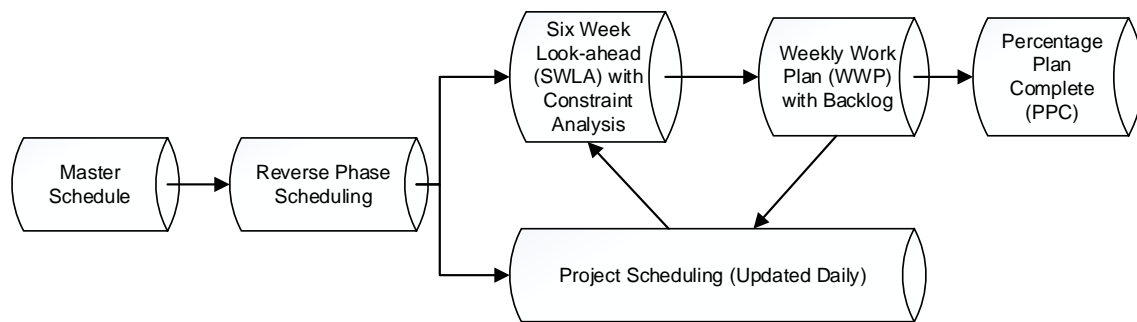 Master
Schedule
Reverse Phase
Scheduling
Six Week
Look-ahead
(SWLA) with
Constraint
Analysis
Weekly Work
Plan (WWP)
with Backlog
Percentage
Plan
Complete
(PPC)
Project Scheduling (Updated Daily)